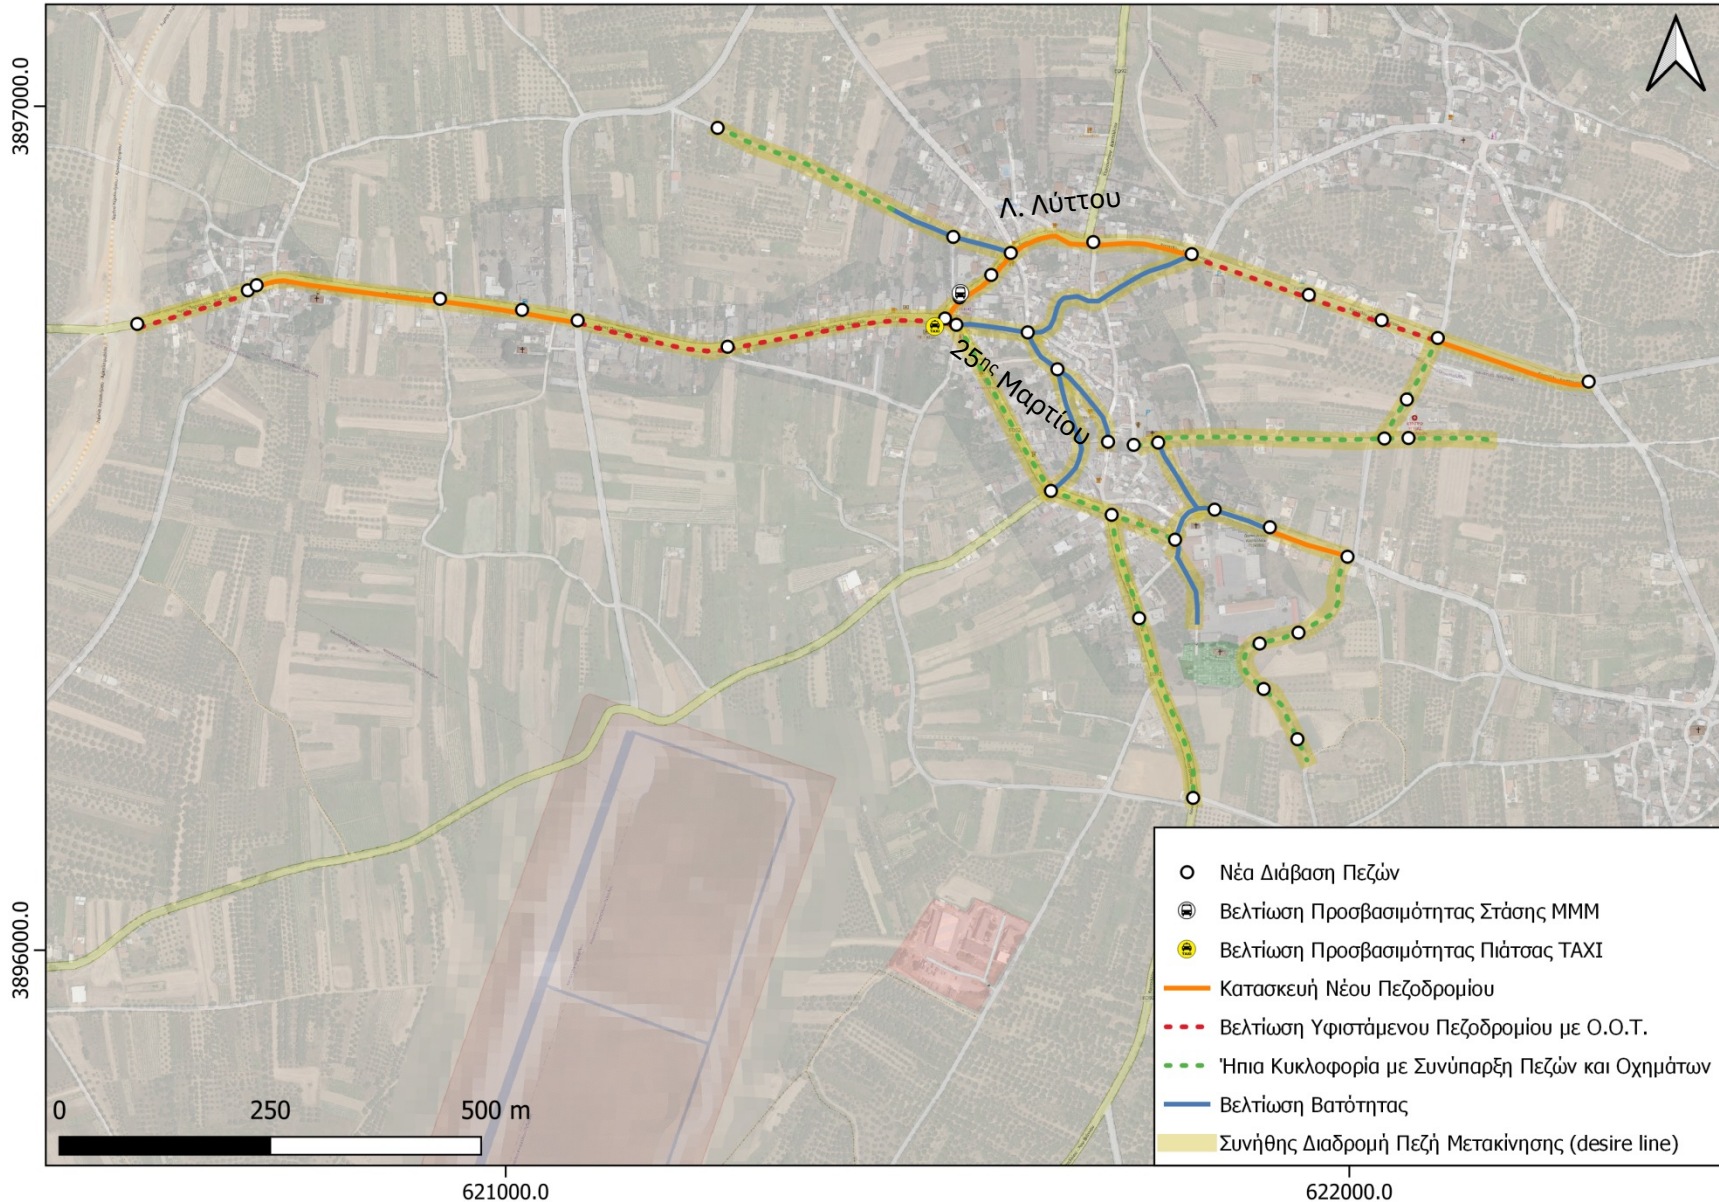 3897000.0
Λ. Λύττου
25ης Μαρτίου
3896000.0
Νέα Διάβαση Πεζών
Βελτίωση Προσβασιμότητας Στάσης ΜΜΜ
Βελτίωση Προσβασιμότητας Πιάτσας TAXI
Κατασκευή Νέου Πεζοδρομίου
Βελτίωση Υφιστάμενου Πεζοδρομίου με Ο.Ο.Τ.
Ήπια Κυκλοφορία με Συνύπαρξη Πεζών και Οχημάτων
Βελτίωση Βατότητας
Συνήθης Διαδρομή Πεζή Μετακίνησης (desire line)
0 250 500 m
621000.0 622000.0